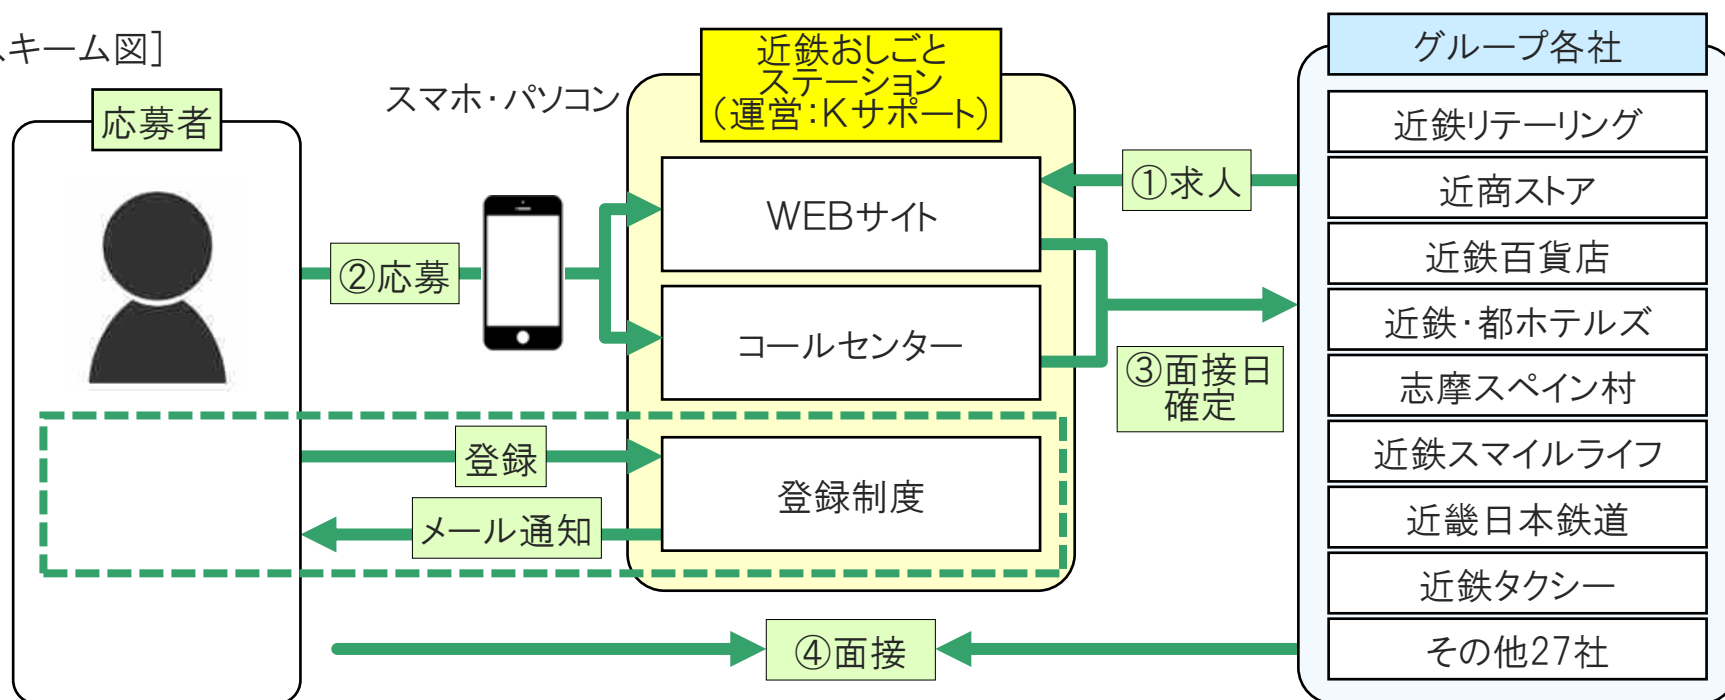 スキーム図]
応募者
スマホ・パソコン
近鉄おしごと
ステーション
(運営:Kサポート)
WEBサイト
コールセンター
登録制度
①求人
②応募
③面接日
確定
登録
メール通知
④面接
グループ各社
近鉄リテーリング
近商ストア
近鉄百貨店
近鉄・都ホテルズ
志摩スペイン村
近鉄スマイルライフ
近畿日本鉄道
近鉄タクシー
その他27社